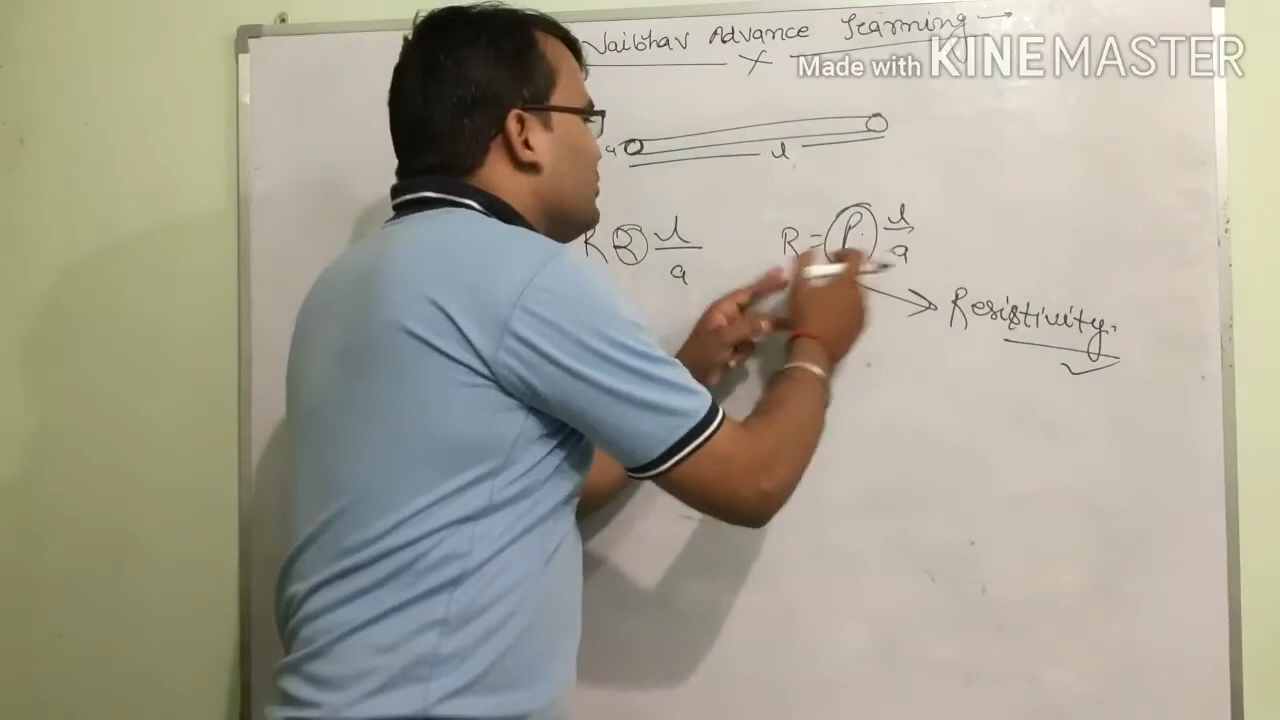 Vaibhav Advance Learning →
Made with KINEMASTER
a
l
R ∝ l/a
R = ρ l/a
Resistivity.